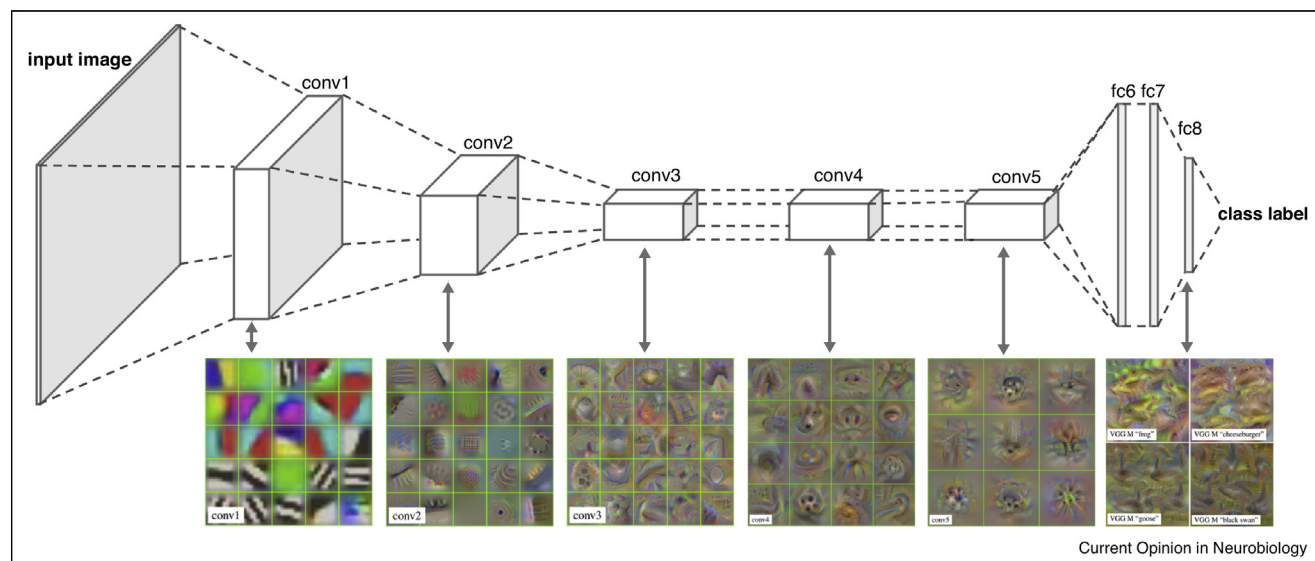 input image
conv1
conv2
conv3
conv4
conv5
fc6 fc7
fc8
class label
conv1
conv2
conv3
conv4
conv5
VGG M "frog"
VGG M "cheeseburger"
VGG M "goose"
VGG M "black swan"
Current Opinion in Neurobiology